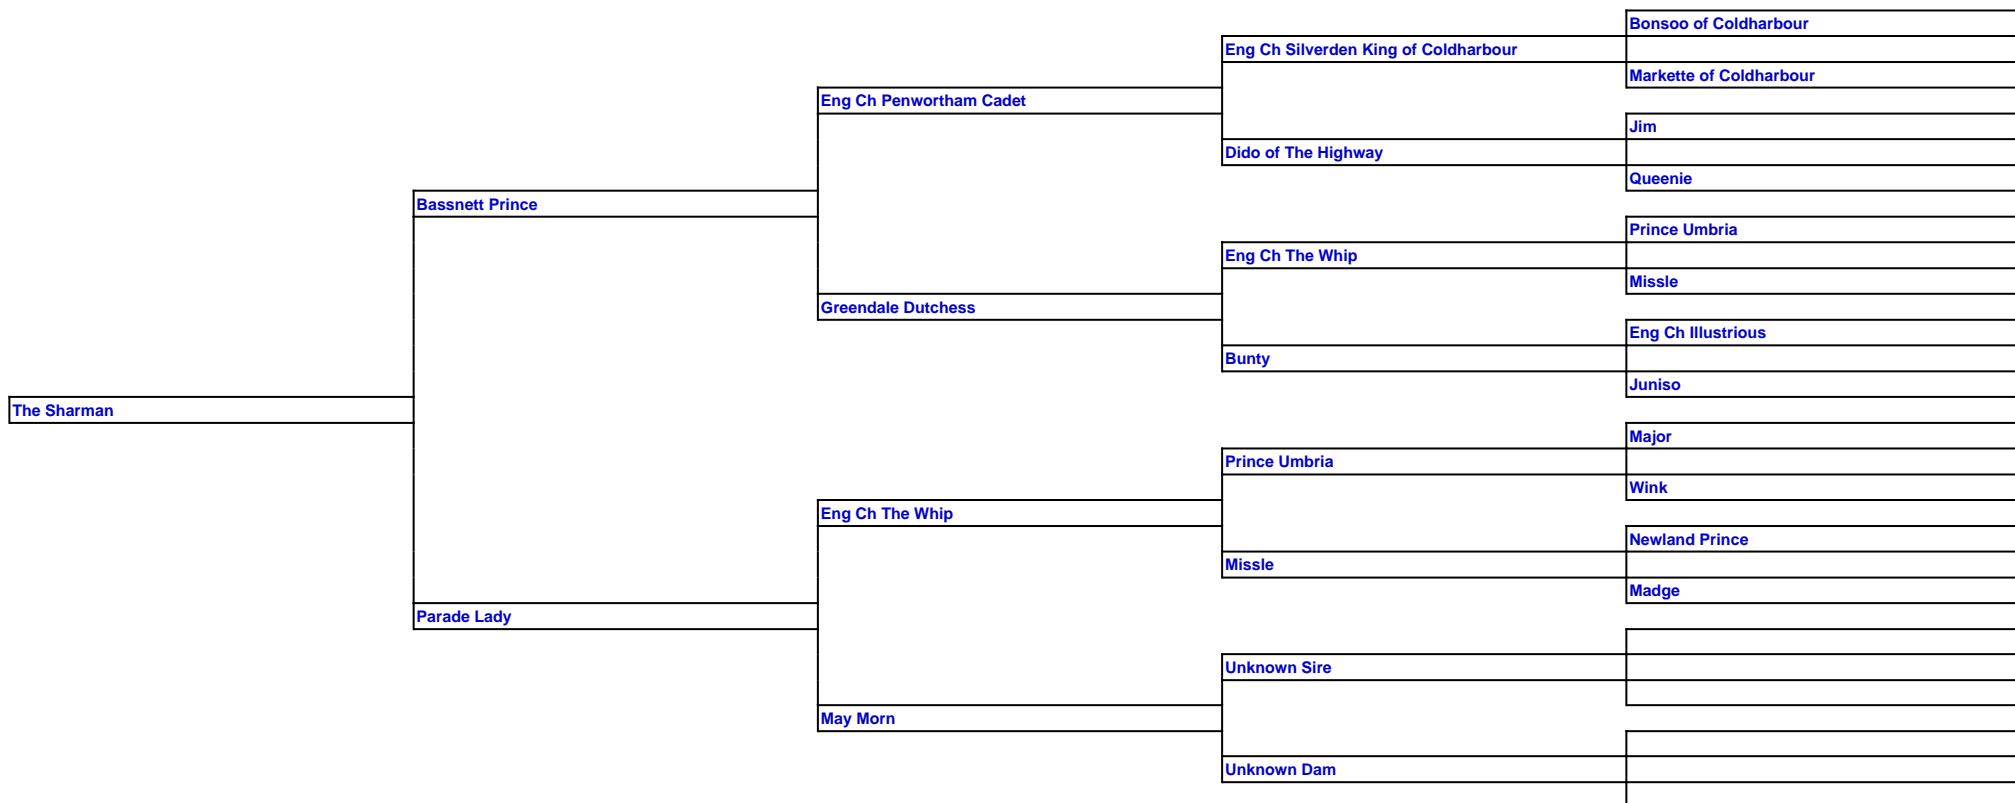 Bonsoo of Coldharbour
Eng Ch Silverden King of Coldharbour
Markette of Coldharbour
Eng Ch Penwortham Cadet
Jim
Dido of The Highway
Queenie
Bassnett Prince
Prince Umbria
Eng Ch The Whip
Missle
Greendale Dutchess
Eng Ch Illustrious
Bunty
Juniso
The Sharman
Major
Prince Umbria
Wink
Eng Ch The Whip
Newland Prince
Missle
Madge
Parade Lady
Unknown Sire
May Morn
Unknown Dam